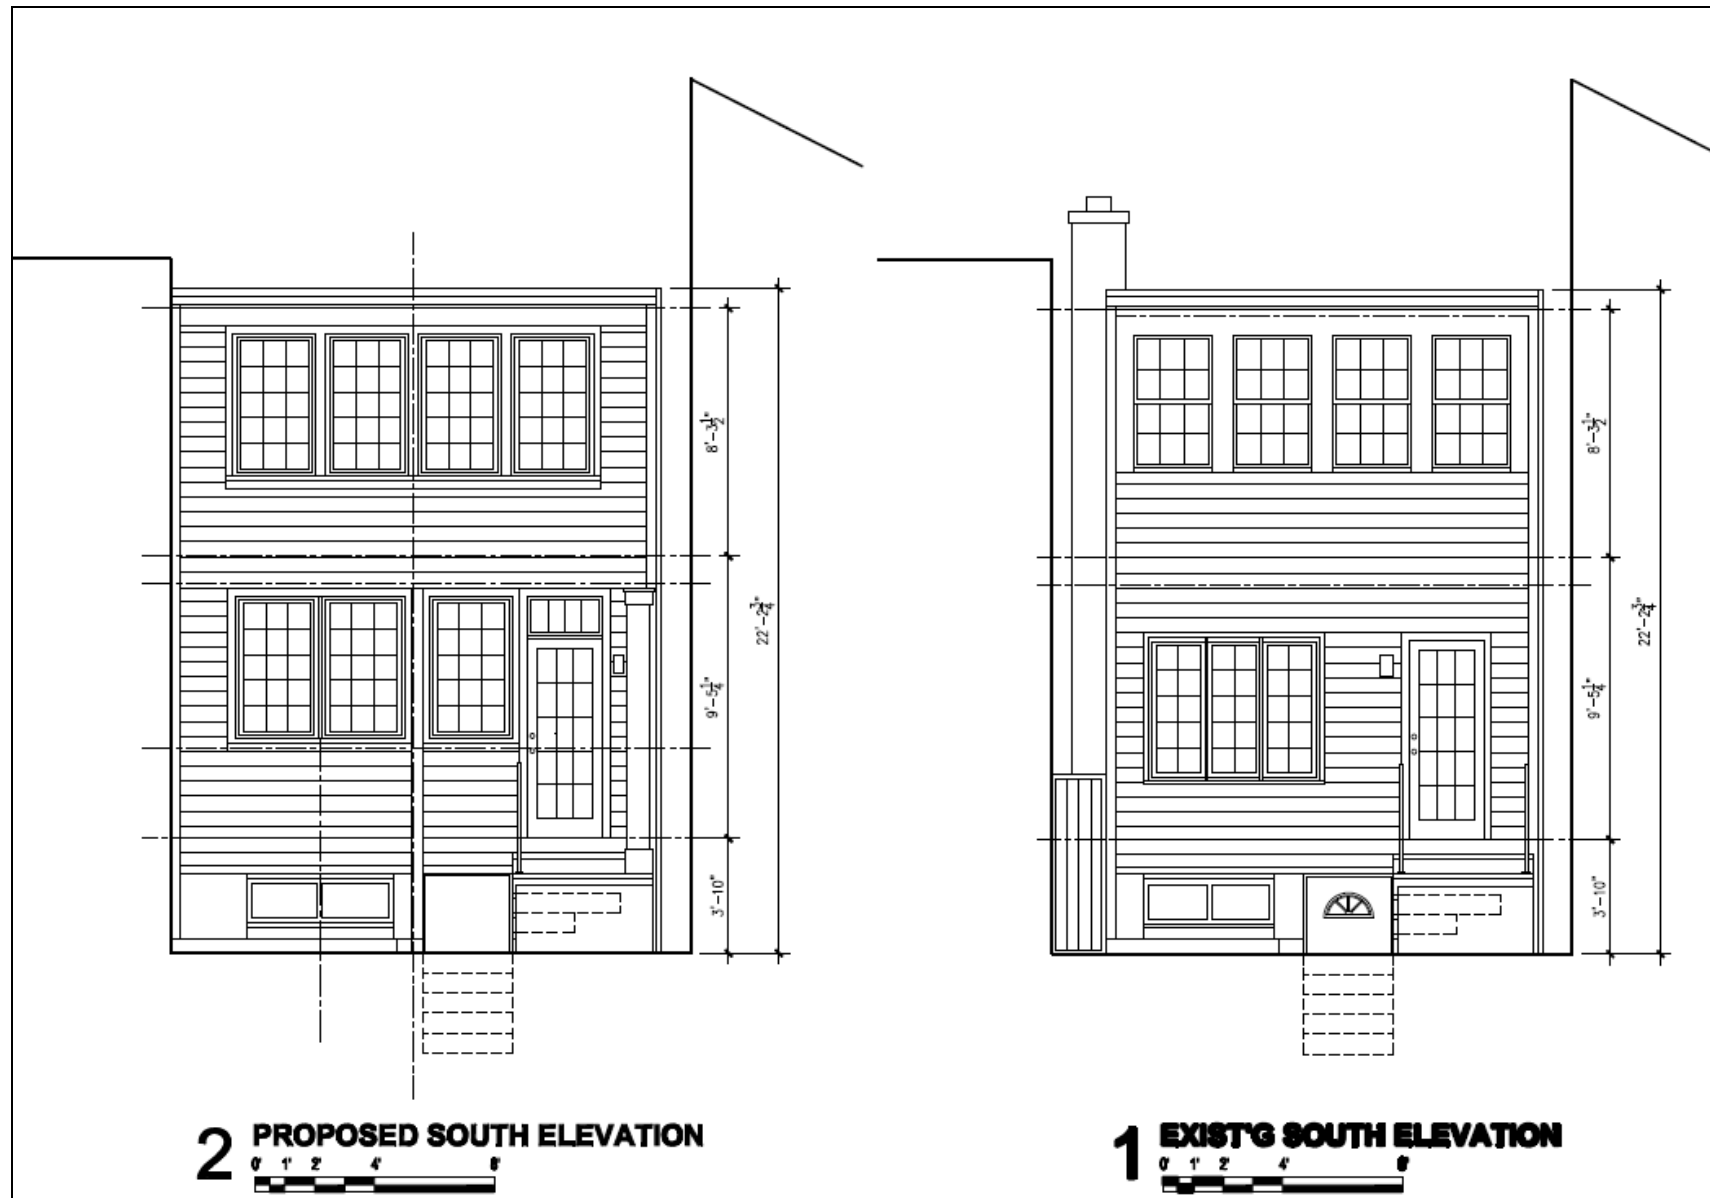 8'-3½"
22'-2¾"
9'-5¼"
3'-10"
8'-3½"
22'-2¾"
9'-5¼"
3'-10"
2 PROPOSED SOUTH ELEVATION
0' 1' 2' 4' 8'
1 EXIST'G SOUTH ELEVATION
0' 1' 2' 4' 8'